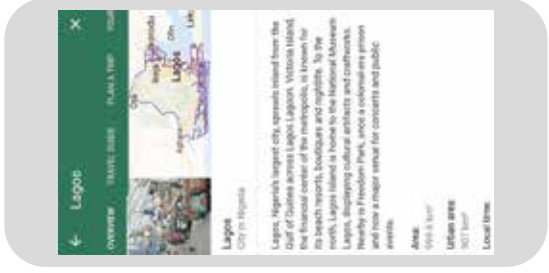 ← Lagos ×
OVERVIEW TRAVEL GUIDE PLAN A TRIP
Lagos
Lagos
City in Nigeria
Lagos, Nigeria's largest city, sprawls inland from the
Gulf of Guinea across Lagos Lagoon. Victoria Island,
the financial center of the metropolis, is known for
its beach resorts, boutiques and nightlife. To the
north, Lagos Island is home to the National Museum
Lagos, displaying cultural artifacts and craftworks.
Nearby is Freedom Park, once a colonial-era prison
and now a major venue for concerts and public
events.
Area:
Urban area:
907 km²
Local time: